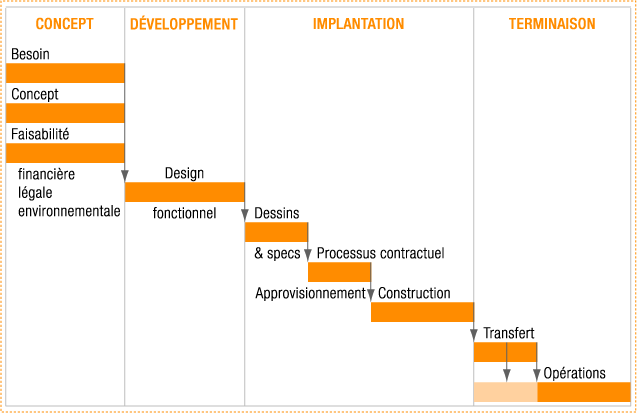 CONCEPT
DÉVELOPPEMENT
IMPLANTATION
TERMINAISON
Besoin
Concept
Faisabilité
financière
légale
environnementale
Design
fonctionnel
Dessins
& specs
Processus contractuel
Approvisionnement
Construction
Transfert
Opérations